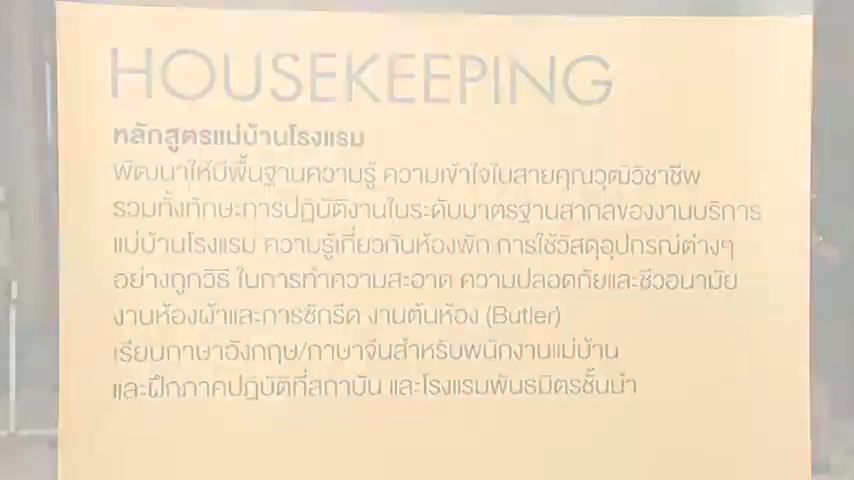 HOUSEKEEPING
หลักสูตรแม่บ้านโรงแรม
พัฒนาให้มีพื้นฐานความรู้ ความเข้าใจในสายคุณวุฒิวิชาชีพ
รวมทั้งทักษะการปฏิบัติงานในระดับมาตรฐานสากลของงานบริการ
แม่บ้านโรงแรม ความรู้เกี่ยวกับห้องพัก การใช้วัสดุอุปกรณ์ต่างๆ
อย่างถูกวิธี ในการทำความสะอาด ความปลอดภัยและชีวอนามัย
งานห้องผ้าและการซักรีด งานต้นห้อง (Butler)
เรียนภาษาอังกฤษ/ภาษาจีนสำหรับพนักงานแม่บ้าน
และฝึกภาคปฏิบัติที่สถาบัน และโรงแรมพันธมิตรชั้นนำ